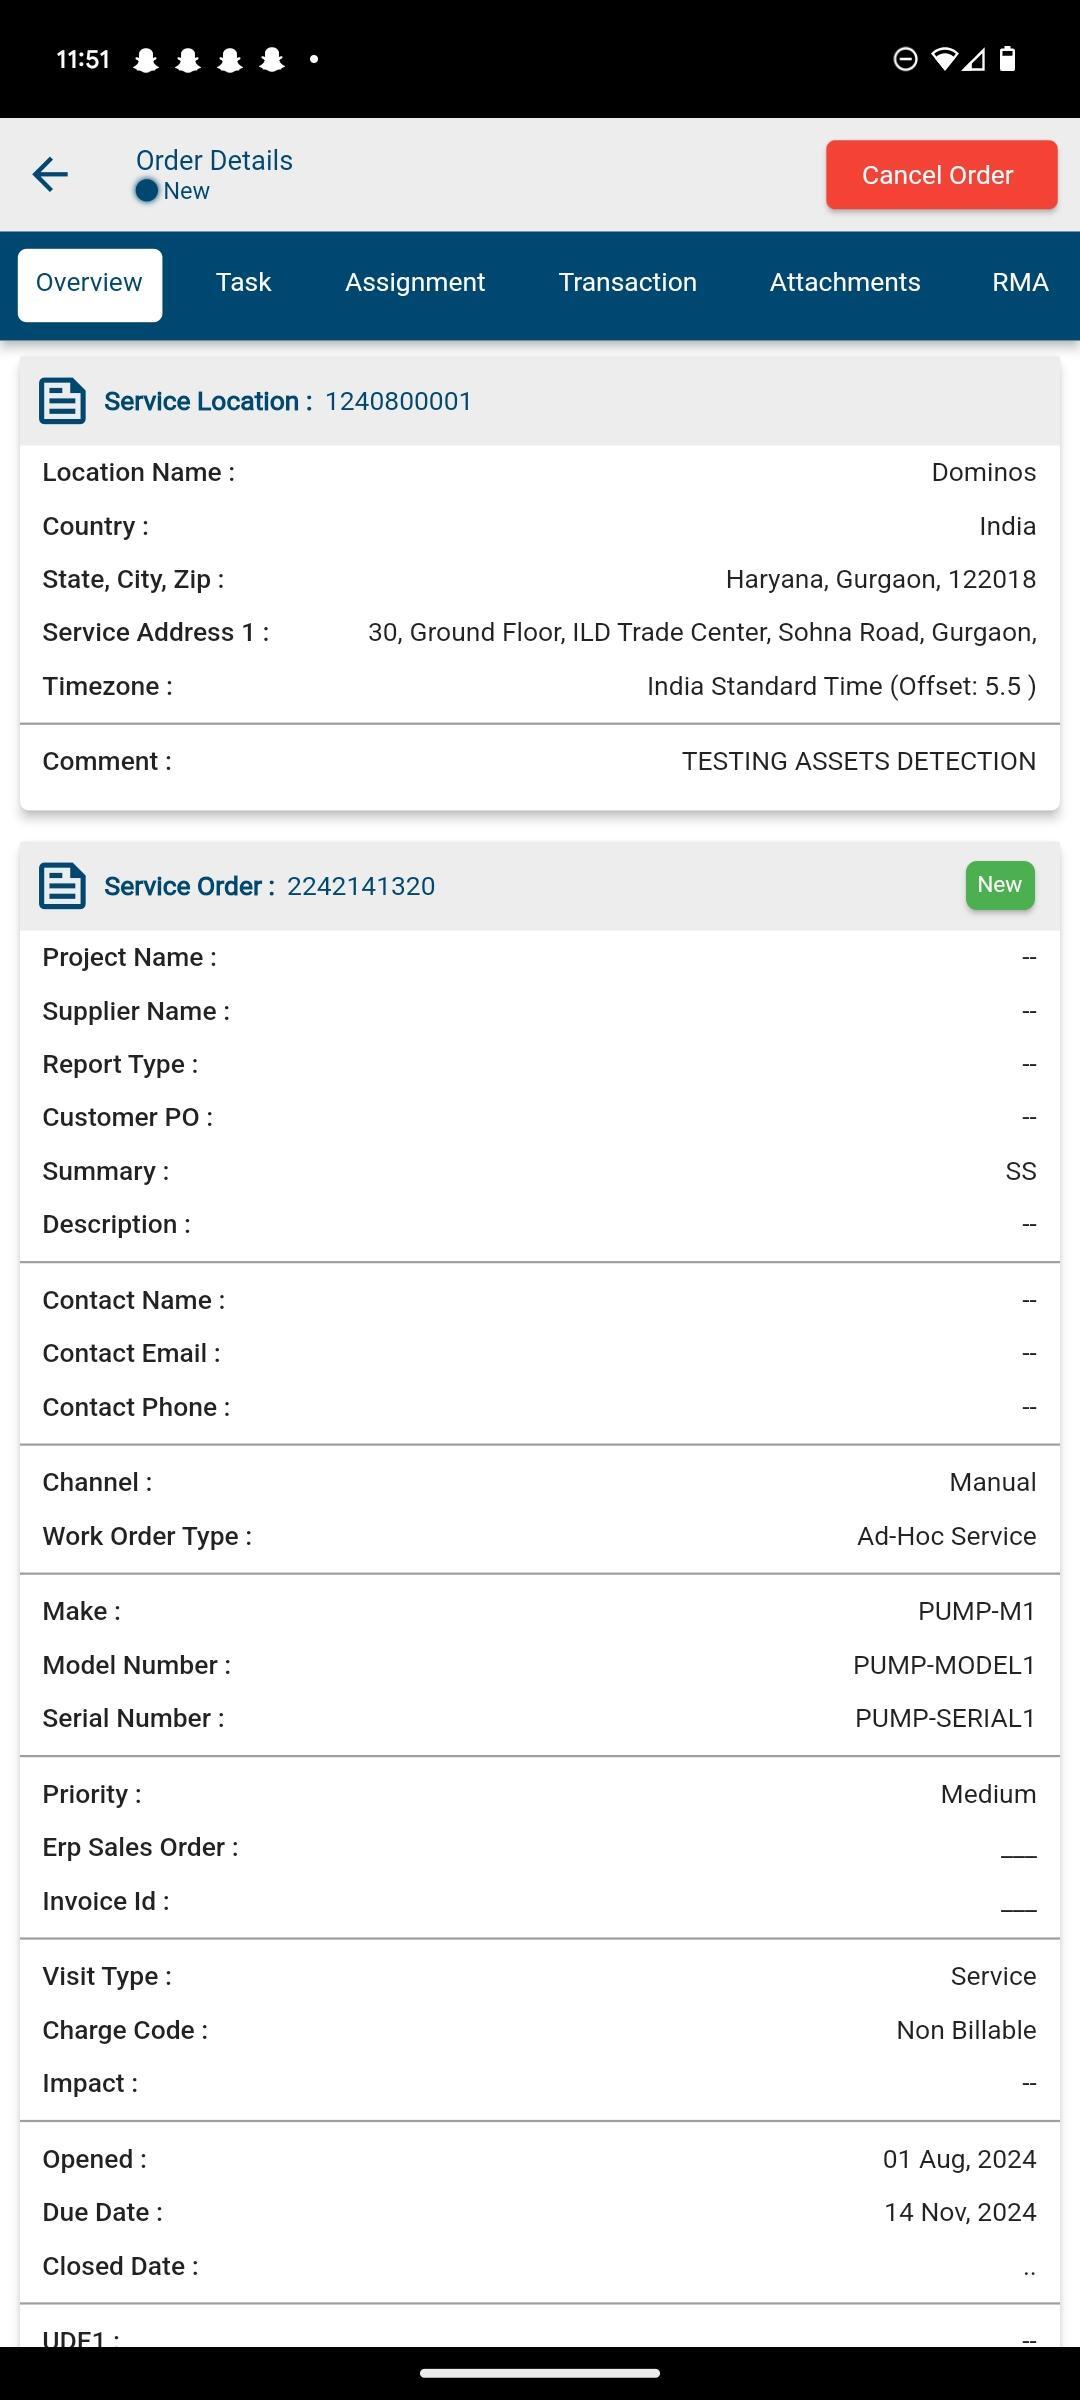 11:51
Order Details
New
Cancel Order
Overview Task Assignment Transaction Attachments RMA
Service Location : 1240800001
Location Name : Dominos
Country : India
State, City, Zip : Haryana, Gurgaon, 122018
Service Address 1 : 30, Ground Floor, ILD Trade Center, Sohna Road, Gurgaon,
Timezone : India Standard Time (Offset: 5.5 )
Comment : TESTING ASSETS DETECTION
Service Order : 2242141320 New
Project Name : --
Supplier Name : --
Report Type : --
Customer PO : --
Summary : SS
Description : --
Contact Name : --
Contact Email : --
Contact Phone : --
Channel : Manual
Work Order Type : Ad-Hoc Service
Make : PUMP-M1
Model Number : PUMP-MODEL1
Serial Number : PUMP-SERIAL1
Priority : Medium
Erp Sales Order : ___
Invoice Id : ___
Visit Type : Service
Charge Code : Non Billable
Impact : --
Opened : 01 Aug, 2024
Due Date : 14 Nov, 2024
Closed Date : ..
UDF1 : --